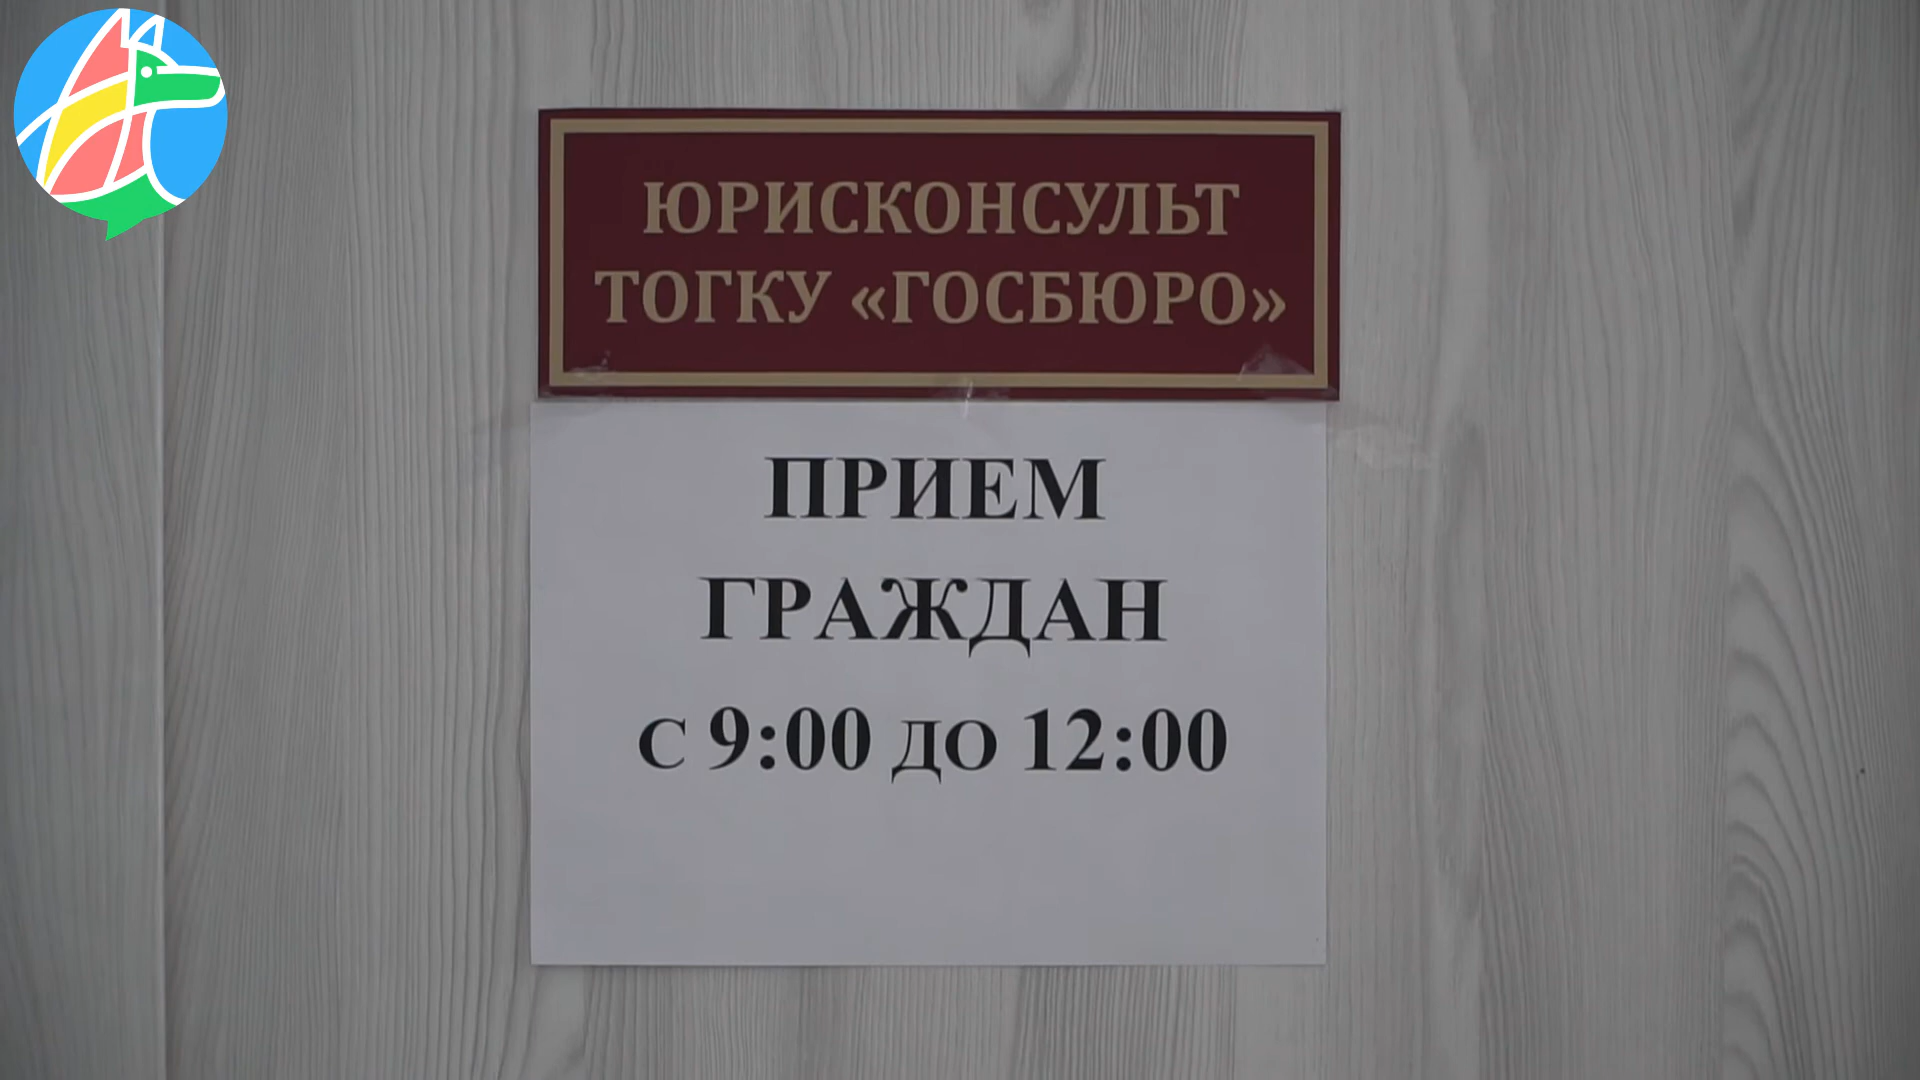 ЮРИСКОНСУЛЬТ
ТОГКУ «ГОСБЮРО»
ПРИЕМ
ГРАЖДАН
С 9:00 ДО 12:00